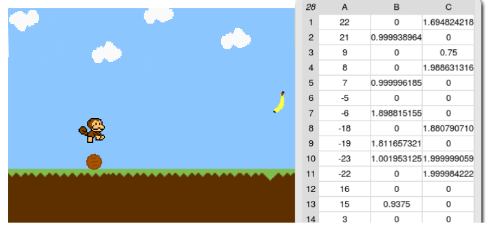 28 A B C
1 22 0 1.694824218
2 21 0.999938964 0
3 9 0 0.75
4 8 0 1.988631316
5 7 0.999996185 0
6 -5 0 0
7 -6 1.898815155 0
8 -18 0 1.880790710
9 -19 1.811657321 0
10 -23 1.001953125 1.999999059
11 -22 0 1.999984222
12 16 0 0
13 15 0.9375 0
14 3 0 0